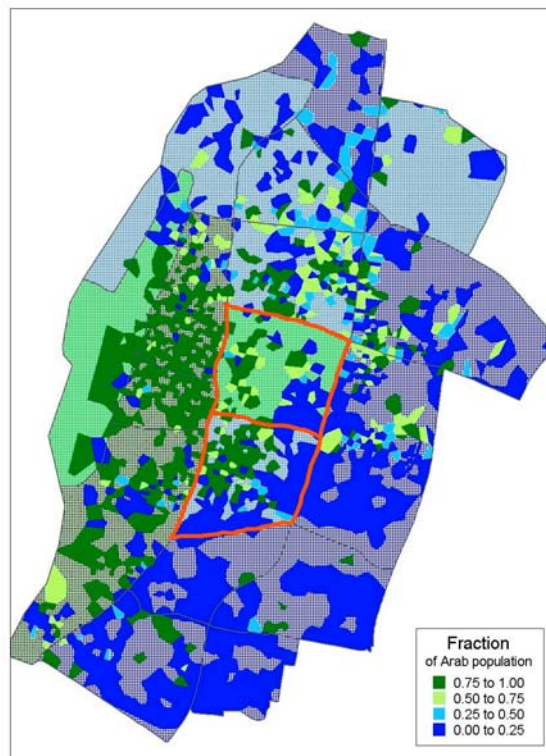 Fraction
of Arab population
0.75 to 1.00
0.50 to 0.75
0.25 to 0.50
0.00 to 0.25